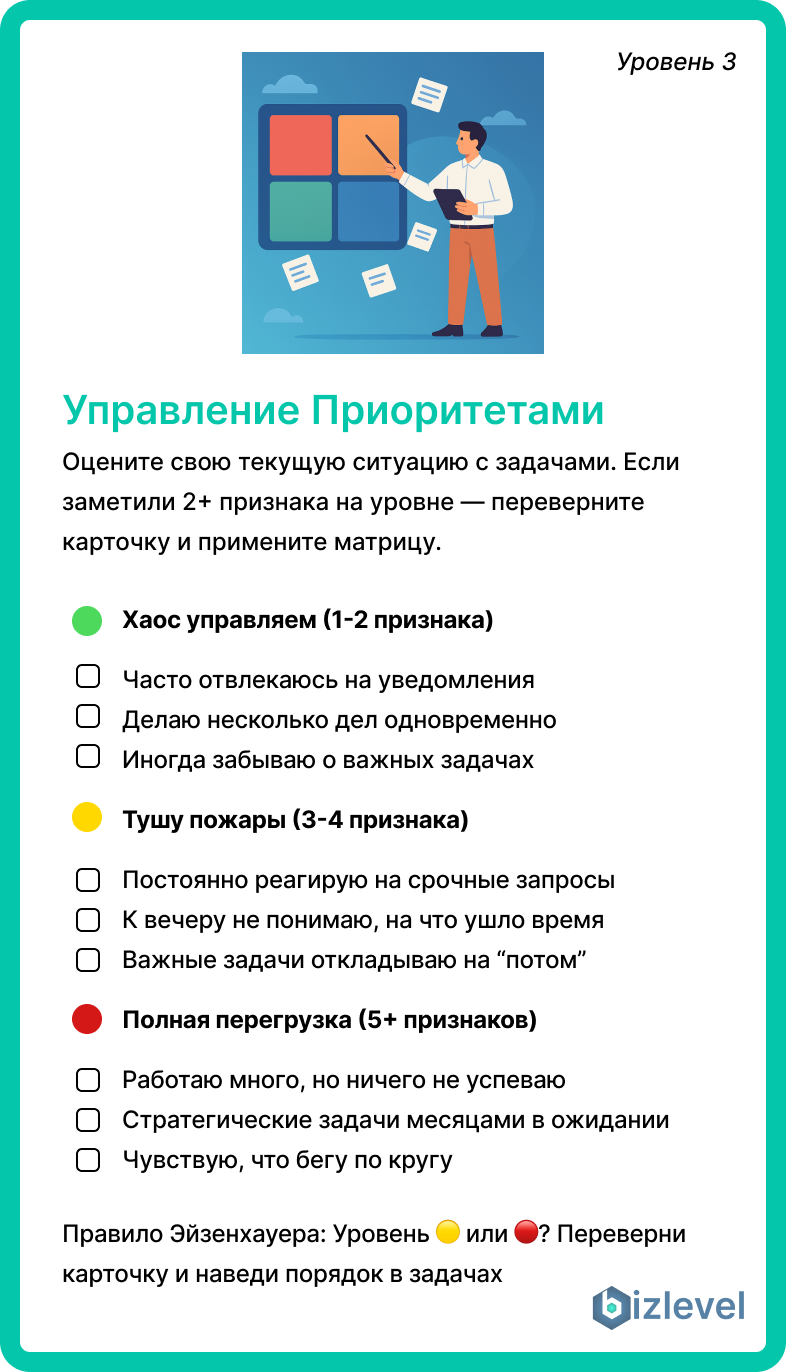 Уровень 3
Управление Приоритетами
Оцените свою текущую ситуацию с задачами. Если
заметили 2+ признака на уровне — переверните
карточку и примените матрицу.
Хаос управляем (1-2 признака)
Часто отвлекаюсь на уведомления
Делаю несколько дел одновременно
Иногда забываю о важных задачах
Тушу пожары (3-4 признака)
Постоянно реагирую на срочные запросы
К вечеру не понимаю, на что ушло время
Важные задачи откладываю на “потом”
Полная перегрузка (5+ признаков)
Работаю много, но ничего не успеваю
Стратегические задачи месяцами в ожидании
Чувствую, что бегу по кругу
Правило Эйзенхауера: Уровень 🟡 или 🔴? Переверни
карточку и наведи порядок в задачах
bizlevel